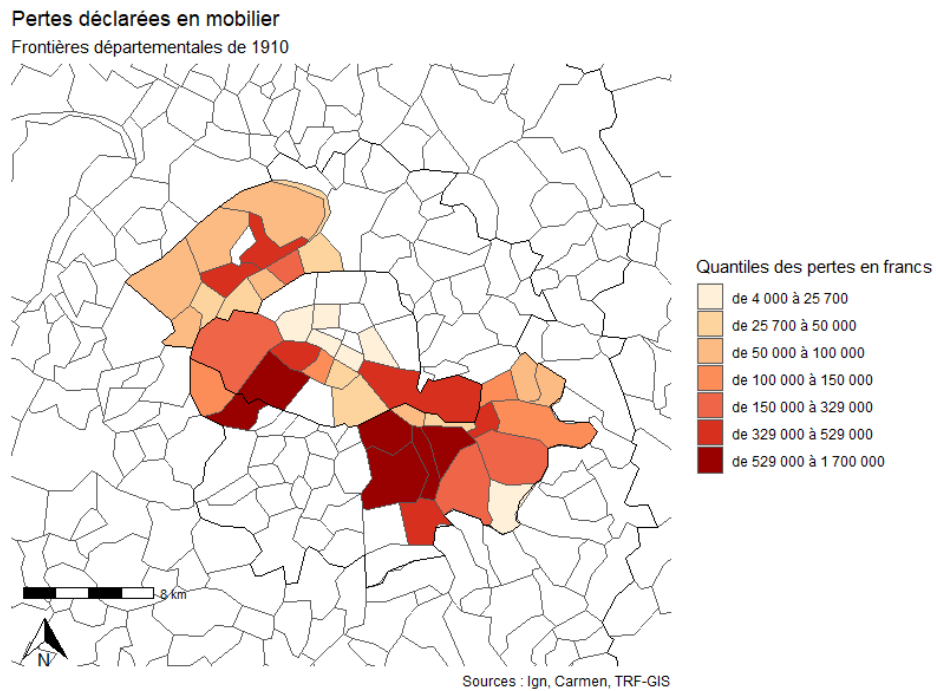 Pertes déclarées en mobilier
Frontières départementales de 1910
Quantiles des pertes en francs
de 4 000 à 25 700
de 25 700 à 50 000
de 50 000 à 100 000
de 100 000 à 150 000
de 150 000 à 329 000
de 329 000 à 529 000
de 529 000 à 1 700 000
8 km
N
Sources : Ign, Carmen, TRF-GIS